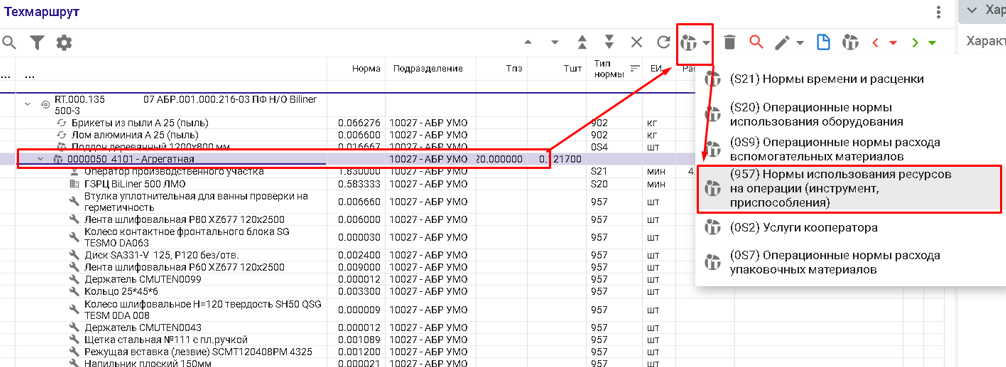 Техмаршрут
Харак
... ... Норма Подразделение Тпз Тшт Тип нормы ЕИ
RT.000.135 07 АБР.001.000.216-03 ПФ Н/О Biliner 500-3
Брикеты из пыли А 25 (пыль) 0.066276 10027 - АБР УМО 902 кг
Лом алюминия А 25 (пыль) 0.006600 10027 - АБР УМО 902 кг
Поддон деревянный 1200х800 мм 0.016667 10027 - АБР УМО 0S4 шт
0000050 4101 - Агрегатная 10027 - АБР УМО 20.000000 0.121700
Оператор производственного участка 1.830000 10027 - АБР УМО S21 мин 4.
ГЗРЦ BiLiner 500 ЛМО 0.583333 10027 - АБР УМО S20 мин
Втулка уплотнительная для ванны проверки на герметичность 0.006660 10027 - АБР УМО 957 шт
Лента шлифовальная P80 XZ677 120x2500 0.006000 10027 - АБР УМО 957 шт
Колесо контактное фронтального блока SG TESMO DA063 0.000030 10027 - АБР УМО 957 шт
Диск SA331-V 125, P120 без/отв. 0.002400 10027 - АБР УМО 957 шт
Лента шлифовальная P60 XZ677 120x2500 0.009000 10027 - АБР УМО 957 шт
Держатель CMUTEN0099 0.000012 10027 - АБР УМО 957 шт
Кольцо 25*45*6 0.003300 10027 - АБР УМО 957 шт
Колесо шлифовальное H=120 твердость SH50 QSG TESM 0DA 008 0.000009 10027 - АБР УМО 957 шт
Держатель CMUTEN0043 0.000012 10027 - АБР УМО 957 шт
Щетка стальная №111 с пл.ручкой 0.001089 10027 - АБР УМО 957 шт
Режущая вставка (лезвие) SCMT120408PM 4325 0.001200 10027 - АБР УМО 957 шт
Напильник плоский 150мм 0.000021 10027 - АБР УМО 957 шт
(S21) Нормы времени и расценки
(S20) Операционные нормы
использования оборудования
(0S9) Операционные нормы расхода
вспомогательных материалов
(957) Нормы использования ресурсов
на операции (инструмент,
приспособления)
(0S2) Услуги кооператора
(0S7) Операционные нормы расхода
упаковочных материалов